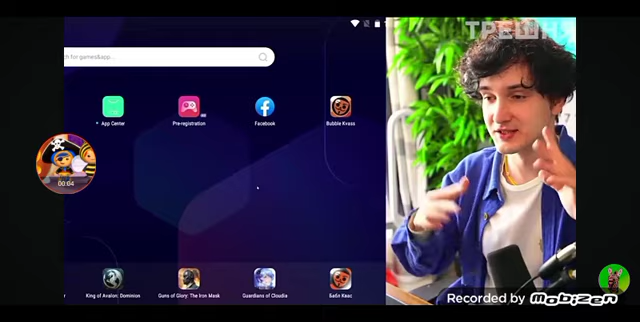 ТРЕШ
ch for games&app...
App Center
Pre-registration
Facebook
Bubble Kvass
00:04
King of Avalon: Dominion
Guns of Glory: The Iron Mask
Guardians of Cloudia
Бабл Квас
Recorded by mobizen